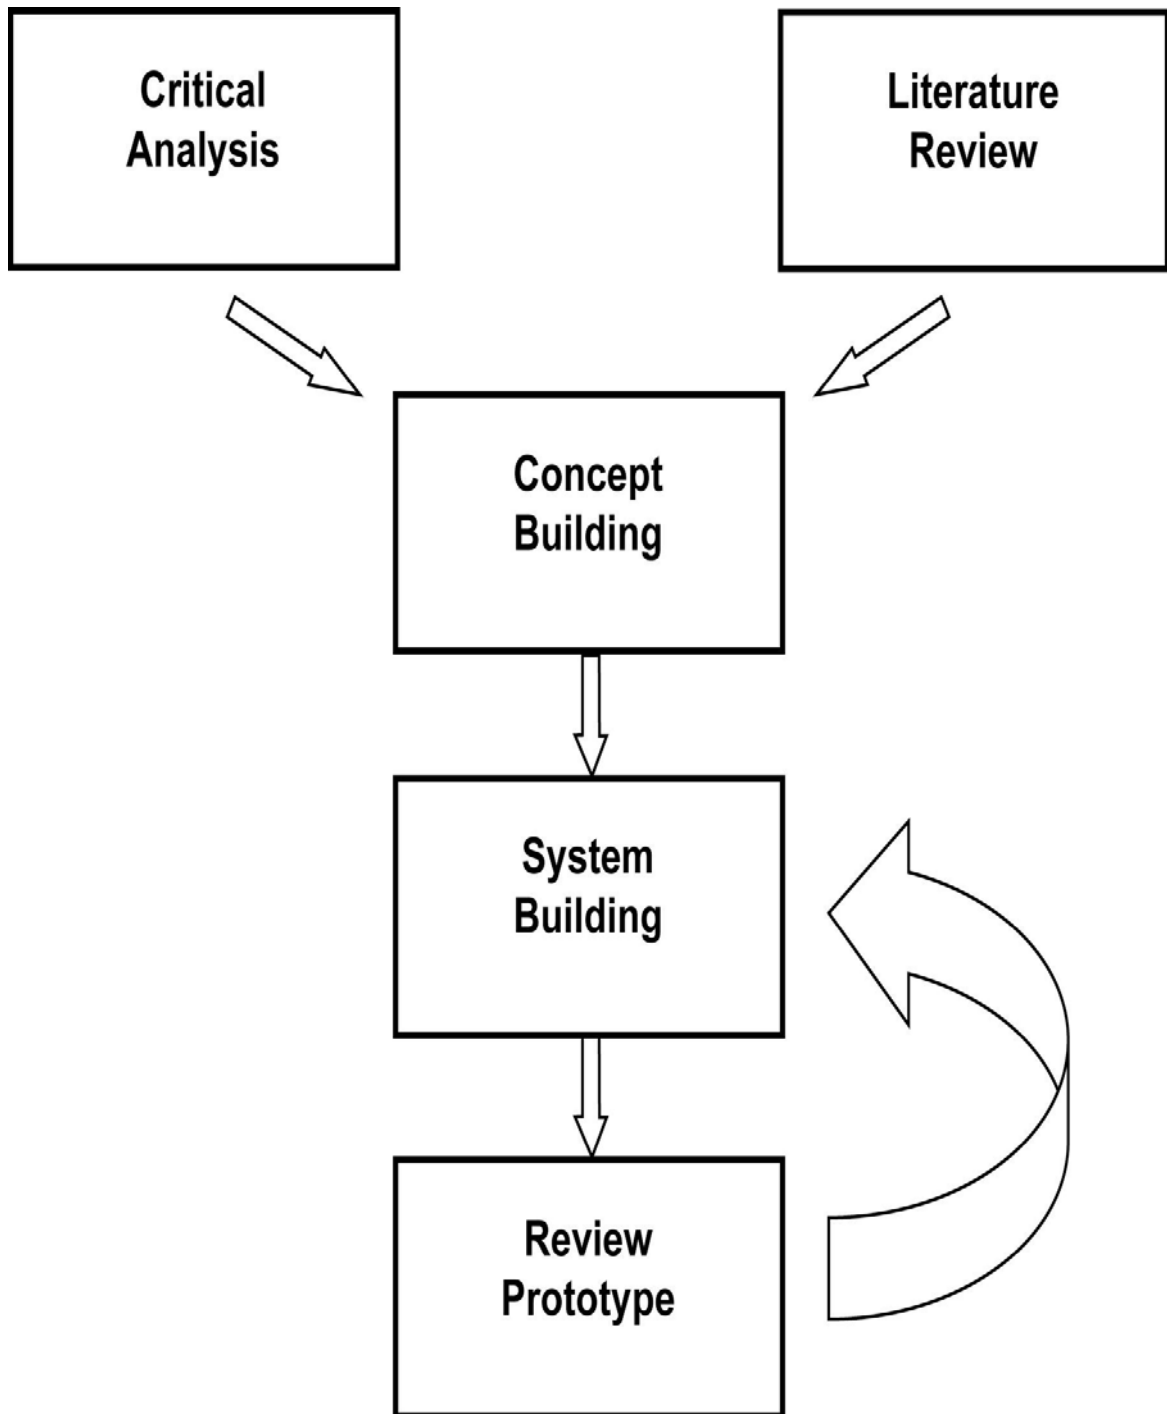 Critical
Analysis
Literature
Review
Concept
Building
System
Building
Review
Prototype